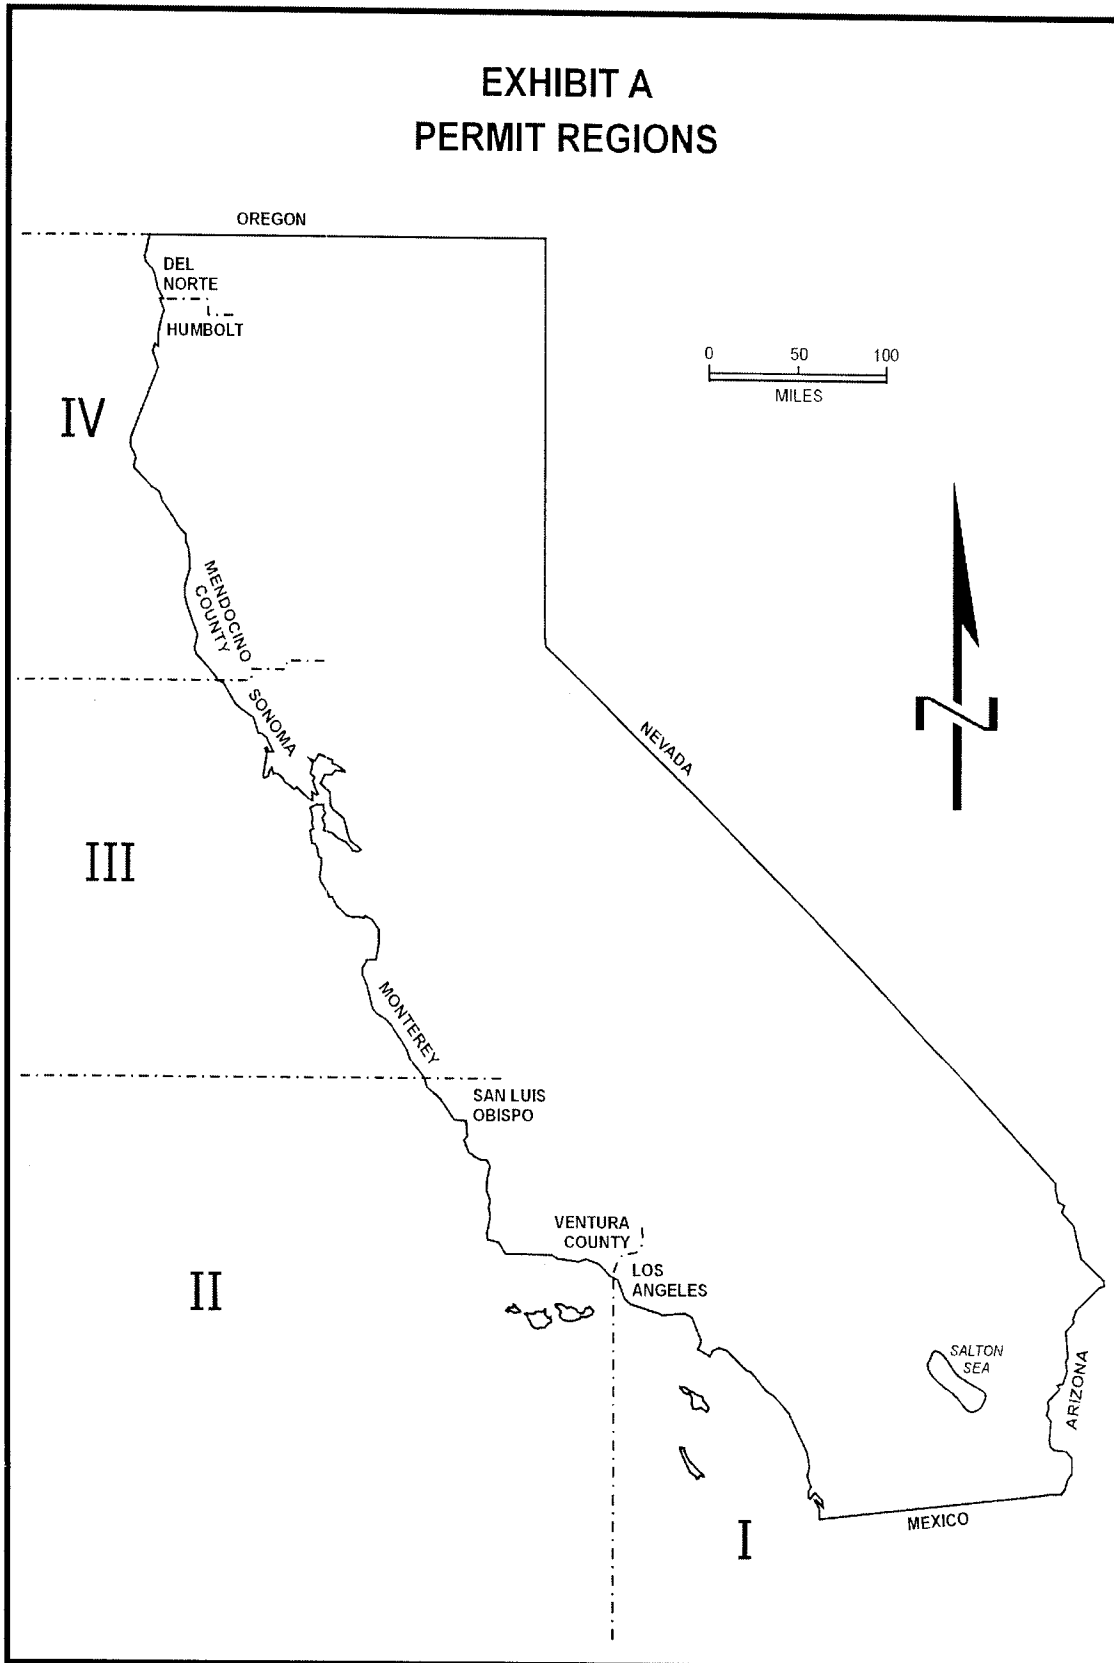 EXHIBIT A
PERMIT REGIONS
OREGON
DEL
NORTE
HUMBOLT
0 50 100
MILES
IV
MENDOCINO
COUNTY
SONOMA
NEVADA
N
III
MONTEREY
SAN LUIS
OBISPO
VENTURA
COUNTY
LOS
ANGELES
II
SALTON
SEA
ARIZONA
MEXICO
I